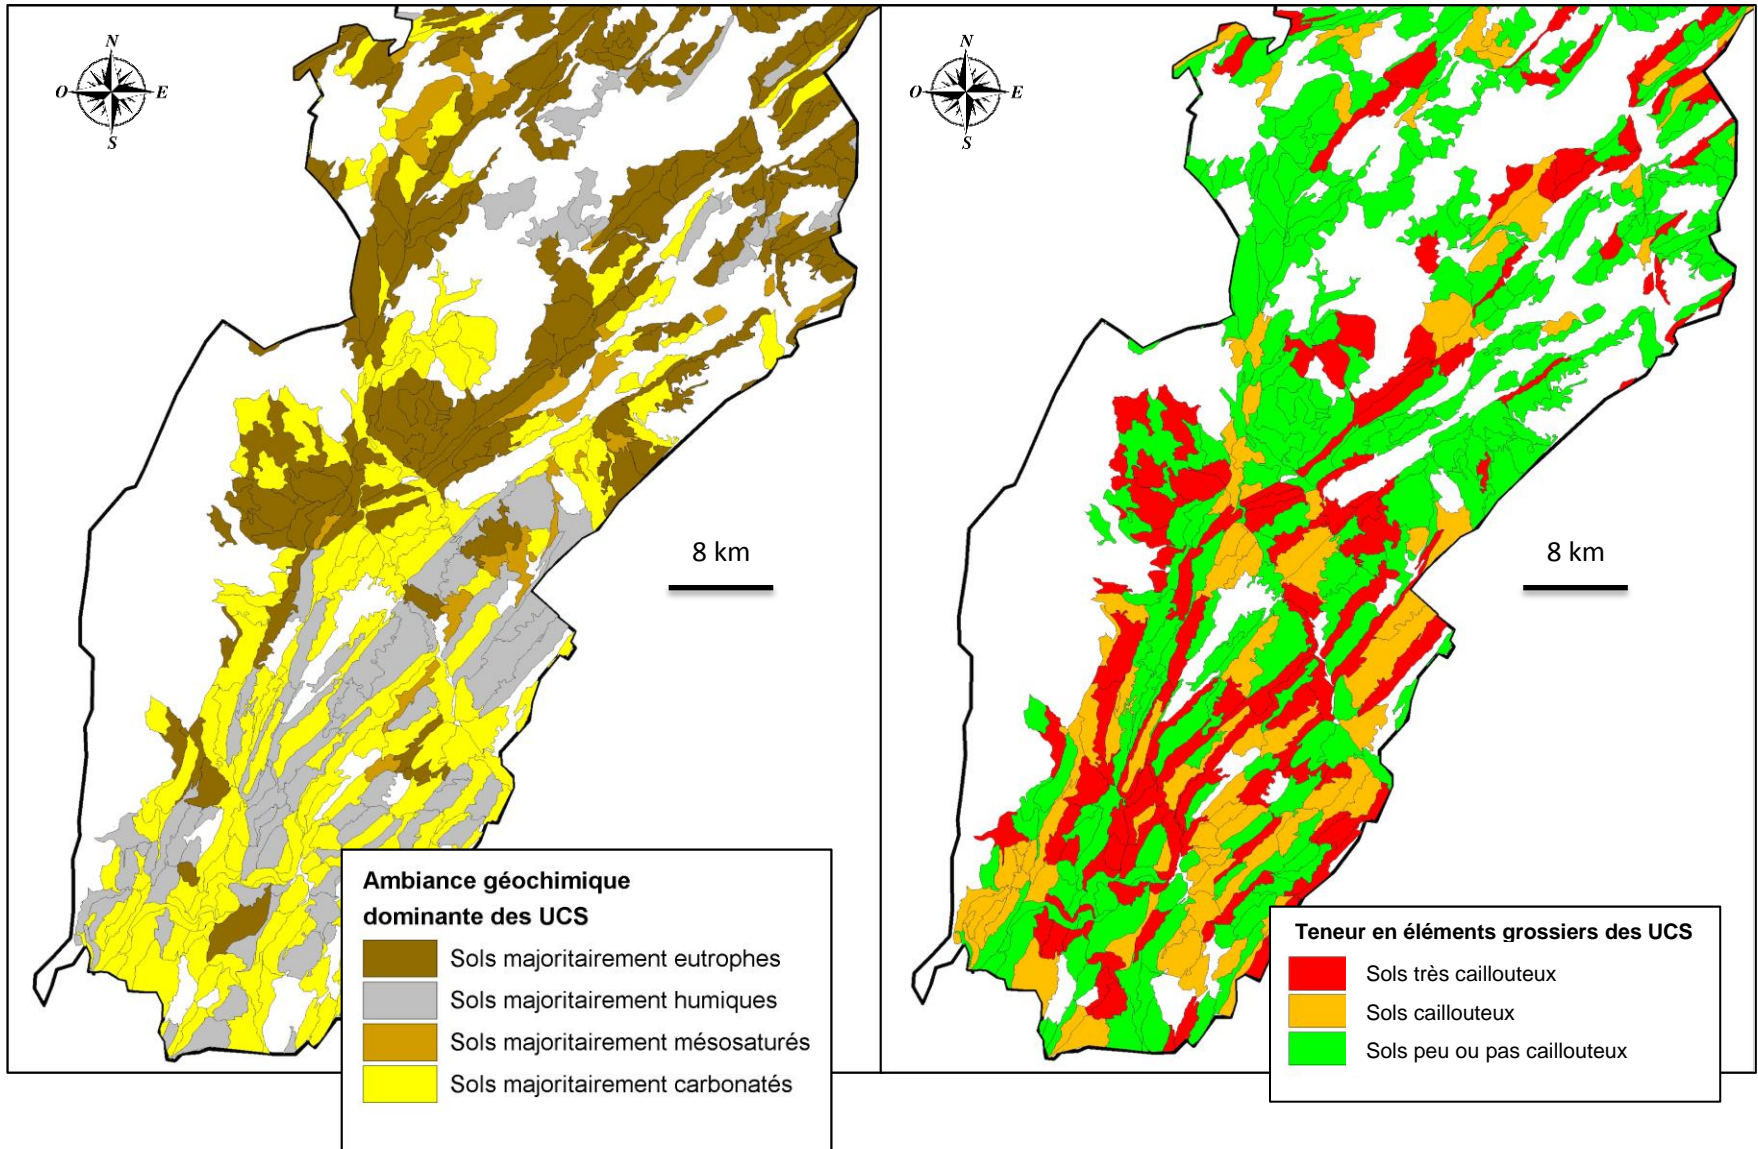 N
O
E
S
8 km
Ambiance géochimique
dominante des UCS
Sols majoritairement eutrophes
Sols majoritairement humiques
Sols majoritairement mésosaturés
Sols majoritairement carbonatés
N
O
E
S
8 km
Teneur en éléments grossiers des UCS
Sols très caillouteux
Sols caillouteux
Sols peu ou pas caillouteux